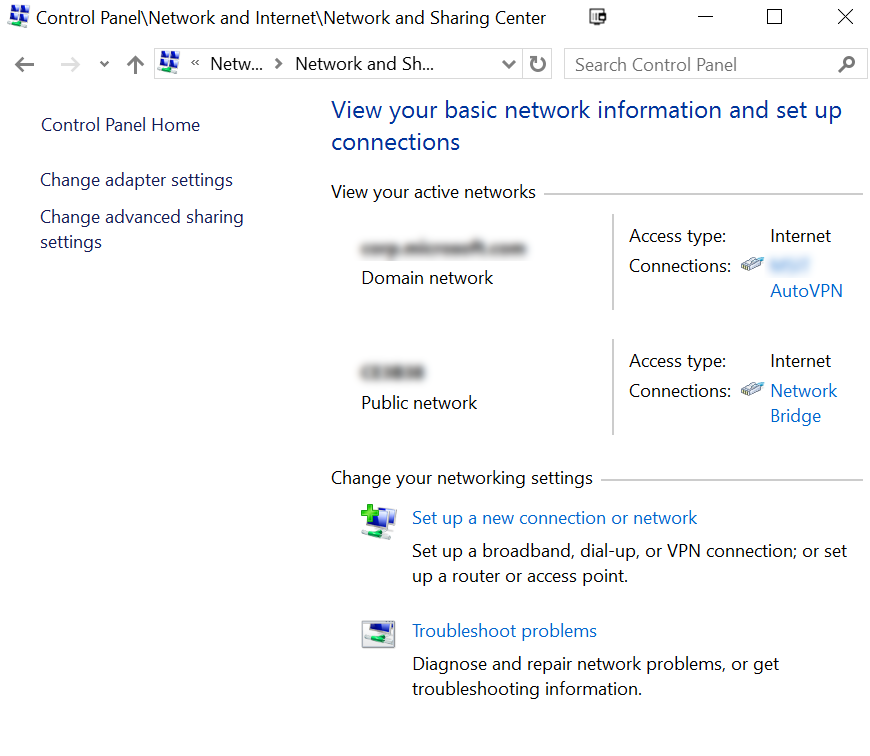 Control Panel\Network and Internet\Network and Sharing Center
« Netw... > Network and Sh...
Search Control Panel
Control Panel Home
Change adapter settings
Change advanced sharing
settings
View your basic network information and set up
connections
View your active networks
Domain network
Access type: Internet
Connections:
AutoVPN
Public network
Access type: Internet
Connections: Network
Bridge
Change your networking settings
Set up a new connection or network
Set up a broadband, dial-up, or VPN connection; or set
up a router or access point.
Troubleshoot problems
Diagnose and repair network problems, or get
troubleshooting information.